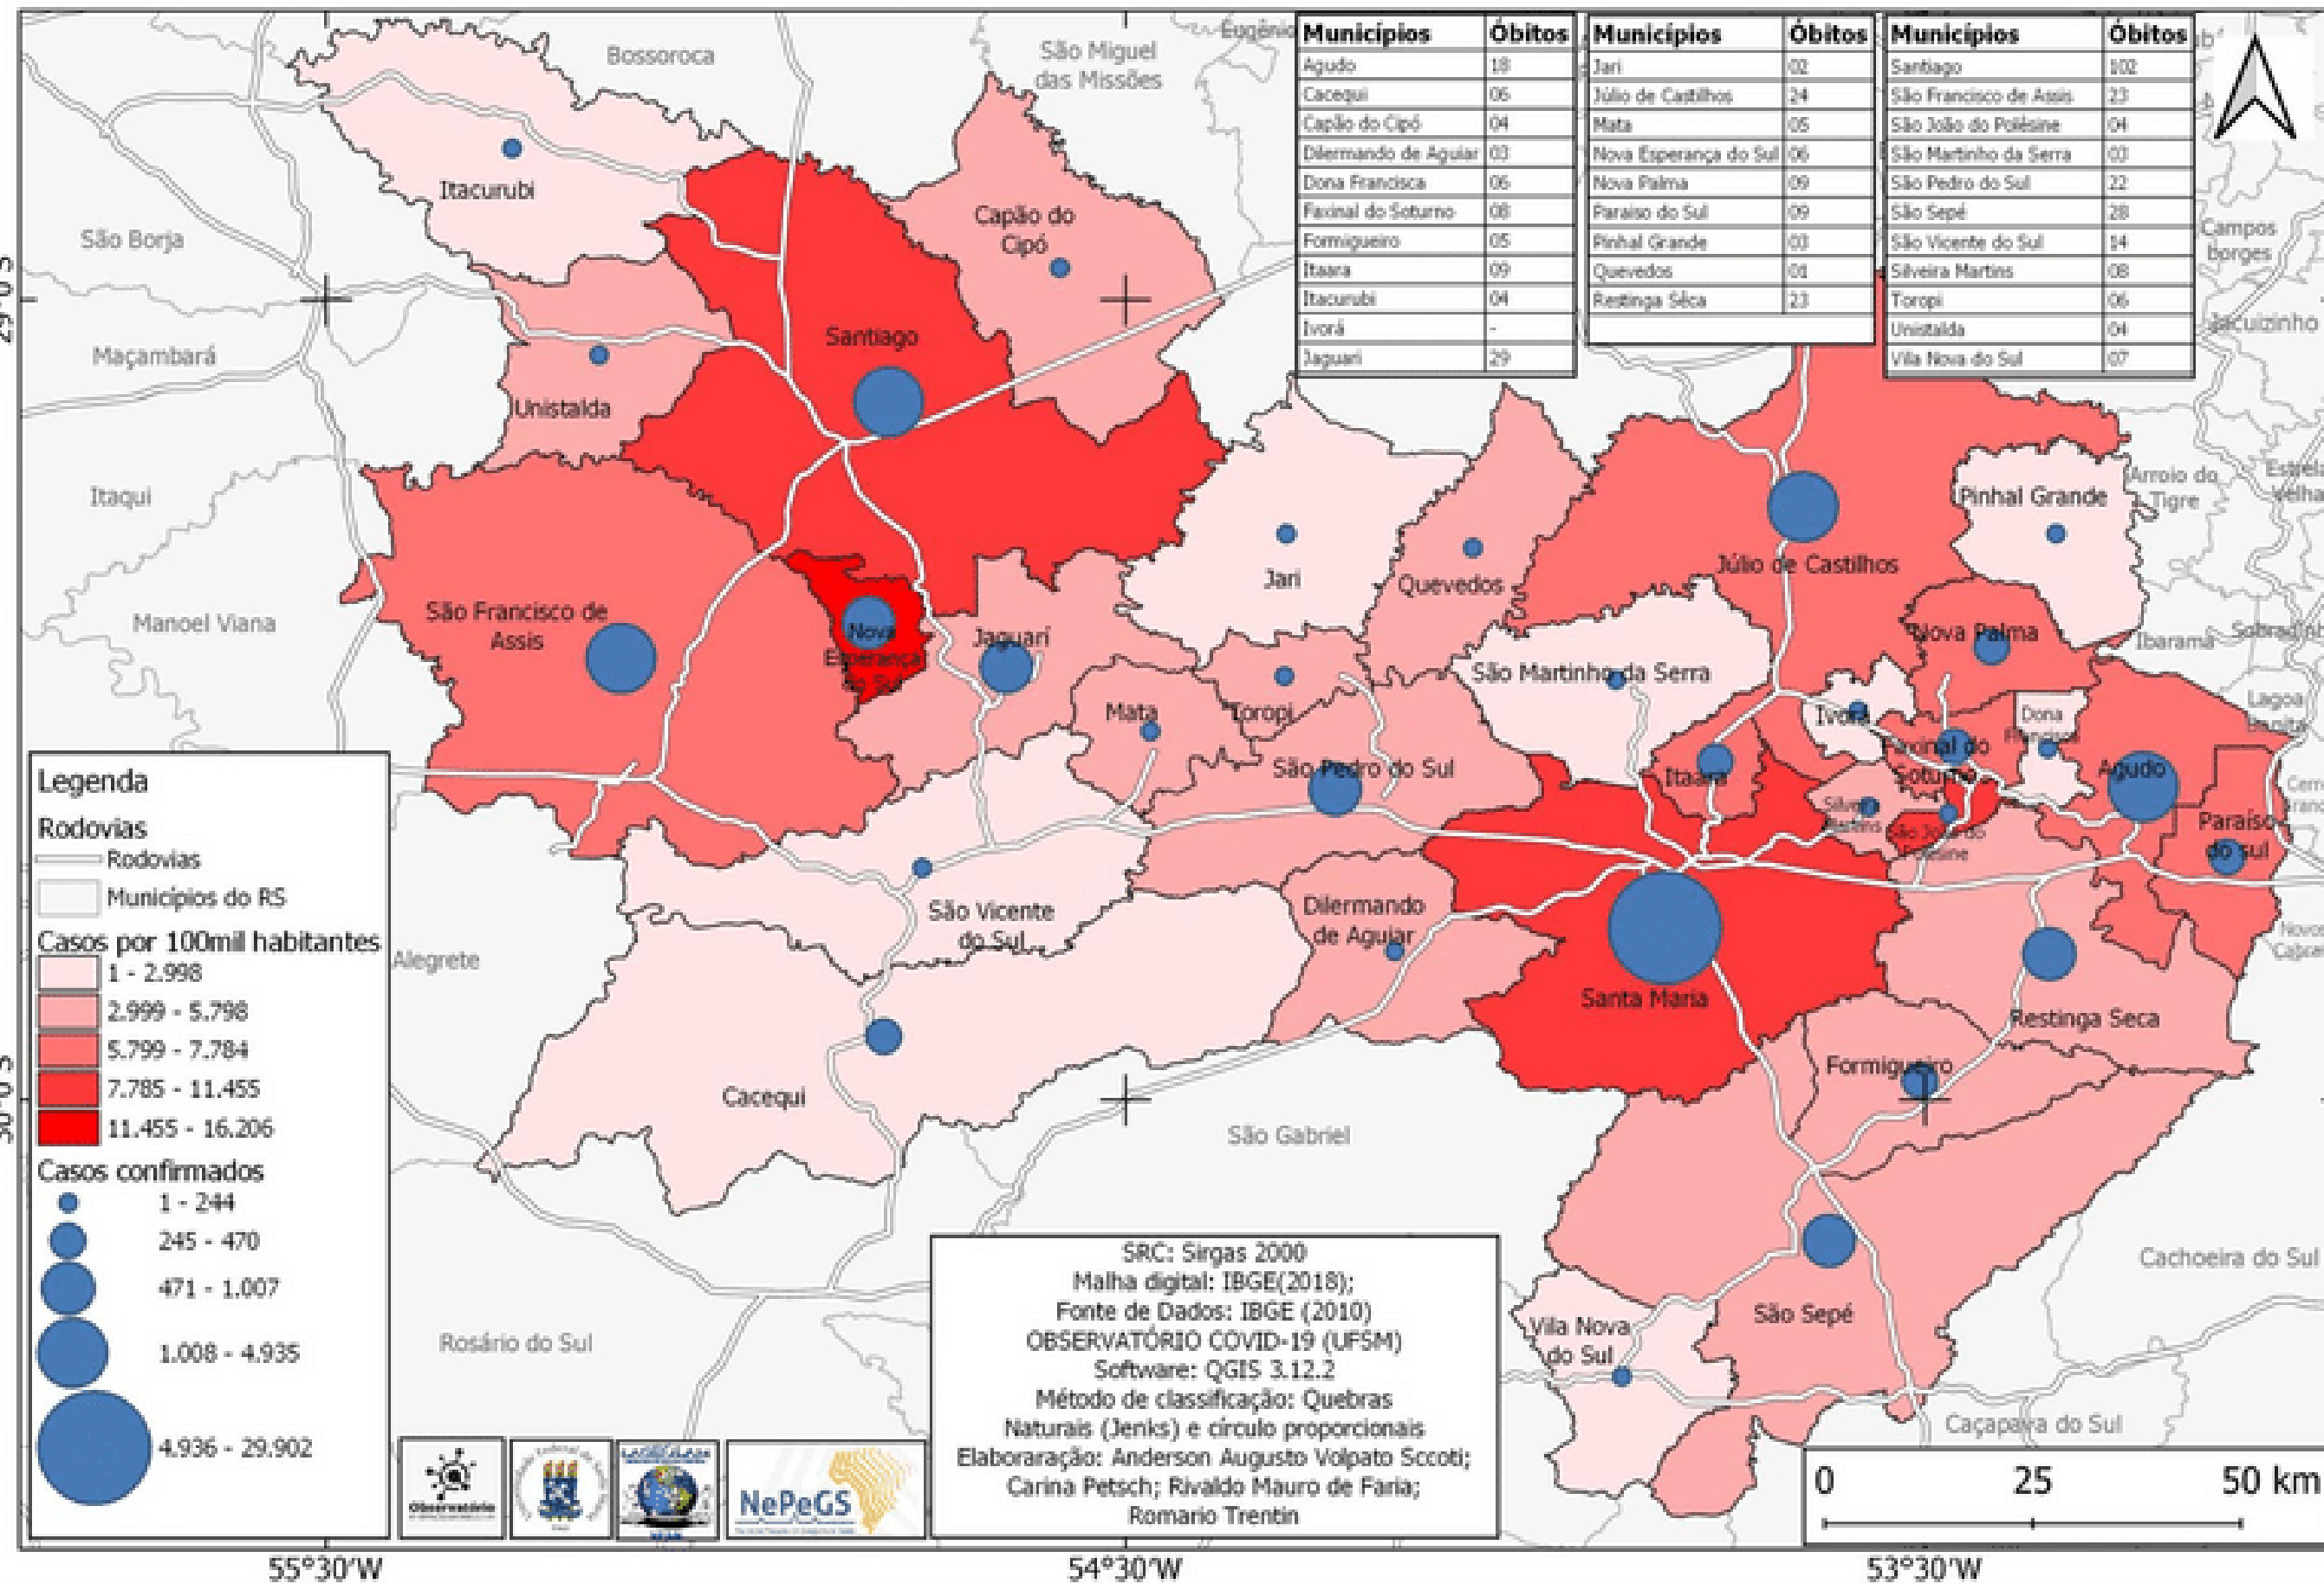 Bossoroca
São Miguel
das Missões
Eugênio
Municípios Óbitos
Agudo 18
Cacequi 06
Capão do Cipó 04
Dilermando de Aguiar 03
Dona Francisca 06
Faxinal do Soturno 08
Formigueiro 05
Itaara 09
Itacurubi 04
Ivorá -
Jaguari 29
Municípios Óbitos
Jari 02
Júlio de Castilhos 24
Mata 05
Nova Esperança do Sul 06
Nova Palma 09
Paraiso do Sul 09
Pinhal Grande 03
Quevedos 01
Restinga Sêca 23
Municípios Óbitos
Santiago 102
São Francisco de Assis 23
São João do Polêsine 04
São Martinho da Serra 03
São Pedro do Sul 22
São Sepé 28
São Vicente do Sul 14
Silveira Martins 08
Toropi 06
Unistalda 04
Vila Nova do Sul 07
Itacurubi
São Borja
Capão do
Cipó
Campos
borges
Maçambará
Santiago
Jacuizinho
Unistalda
Itaqui
Pinhal Grande
Arroio do
Tigre
Estrela
Velha
Júlio de Castilhos
Jari
Quevedos
Manoel Viana
São Francisco de
Assis
Nova
Esperança
do Sul
Jaguari
Nova Palma
Ibarama
São Martinho da Serra
Lagoa
Mata
Toropi
Ivorá
Dona
Francisca
Faxinal do
Soturno
São Pedro do Sul
Itaara
Agudo
Silveira
Martins
São João do
Polesine
Paraíso
do sul
São Vicente
do Sul
Dilermando
de Aguiar
Alegrete
Santa Maria
Restinga Seca
Formigueiro
Cacequi
São Gabriel
Cachoeira do Sul
Rosário do Sul
São Sepé
Vila Nova
do Sul
Caçapava do Sul
Legenda
Rodovias
Rodovias
Municípios do RS
Casos por 100mil habitantes
1 - 2.998
2.999 - 5.798
5.799 - 7.784
7.785 - 11.455
11.455 - 16.206
Casos confirmados
1 - 244
245 - 470
471 - 1.007
1.008 - 4.935
4.936 - 29.902
Observatório
NePeGS
SRC: Sirgas 2000
Malha digital: IBGE(2018);
Fonte de Dados: IBGE (2010)
OBSERVATÓRIO COVID-19 (UFSM)
Software: QGIS 3.12.2
Método de classificação: Quebras
Naturais (Jenks) e círculo proporcionais
Elaboraração: Anderson Augusto Volpato Sccoti;
Carina Petsch; Rivaldo Mauro de Faria;
Romario Trentin
0 25 50 km
55°30'W 54°30'W 53°30'W